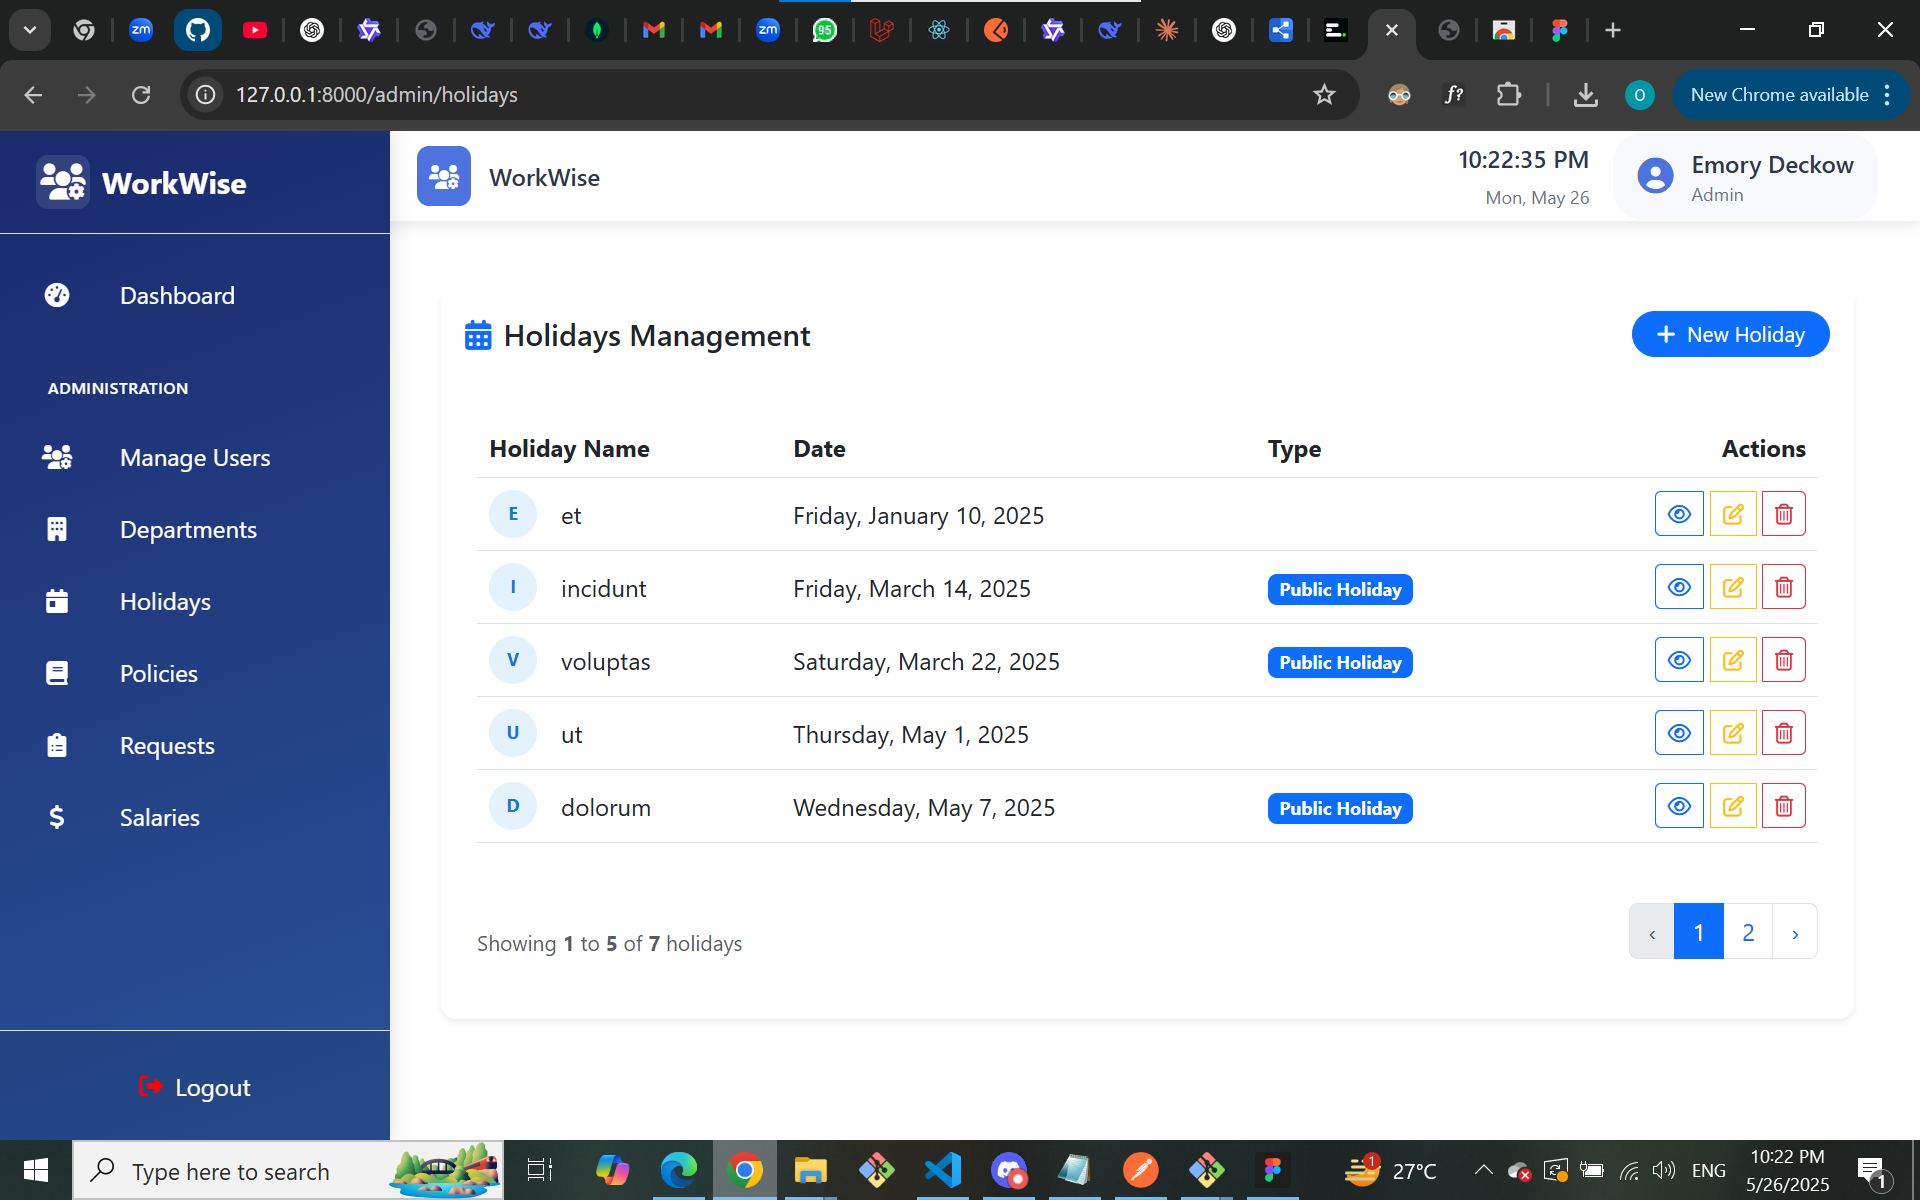 127.0.0.1:8000/admin/holidays
New Chrome available
WorkWise
WorkWise
10:22:35 PM
Mon, May 26
Emory Deckow
Admin
Dashboard
ADMINISTRATION
Manage Users
Departments
Holidays
Policies
Requests
Salaries
Logout
Holidays Management
+ New Holiday
Holiday Name Date Type Actions
E et Friday, January 10, 2025
I incidunt Friday, March 14, 2025 Public Holiday
V voluptas Saturday, March 22, 2025 Public Holiday
U ut Thursday, May 1, 2025
D dolorum Wednesday, May 7, 2025 Public Holiday
Showing 1 to 5 of 7 holidays
‹ 1 2 ›
Type here to search
27°C
ENG
10:22 PM
5/26/2025